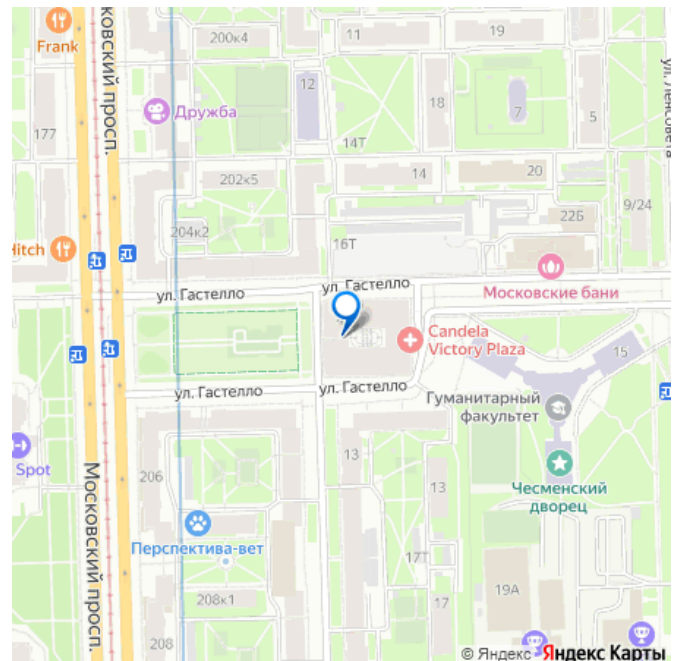 Frank
200к4
11
19
ковский просп.
177
Дружба
12
18
7
5
ул. Ленсовета
14Т
202к5
14
20
9/24
204к2
22Б
16Т
Hitch
ул. Гастелло
ул. Гастелло
Московские бани
Candela
Victory Plaza
15
ул. Гастелло
ул. Гастелло
Гуманитарный
факультет
Spot
206
13
13
Чесменский
дворец
Московский просп.
Перспектива-вет
17Т
19А
208к1
17
208
© Яндекс Яндекс Карты